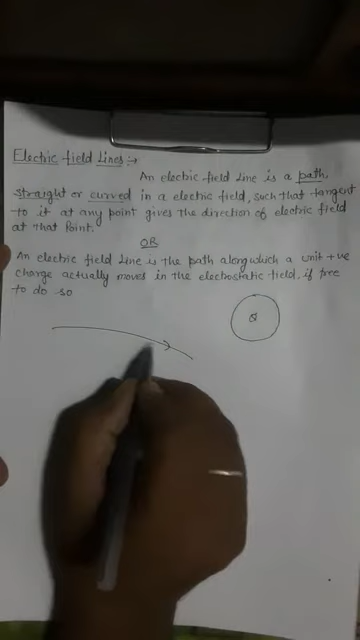 Electric field Lines :→
An electric field Line is a path,
straight or curved in a electric field, such that tangent
to it at any point gives the direction of electric field
at that Point.
OR
An electric field Line is the path along which a unit +ve
charge actually moves in the electrostatic field, if free
to do so